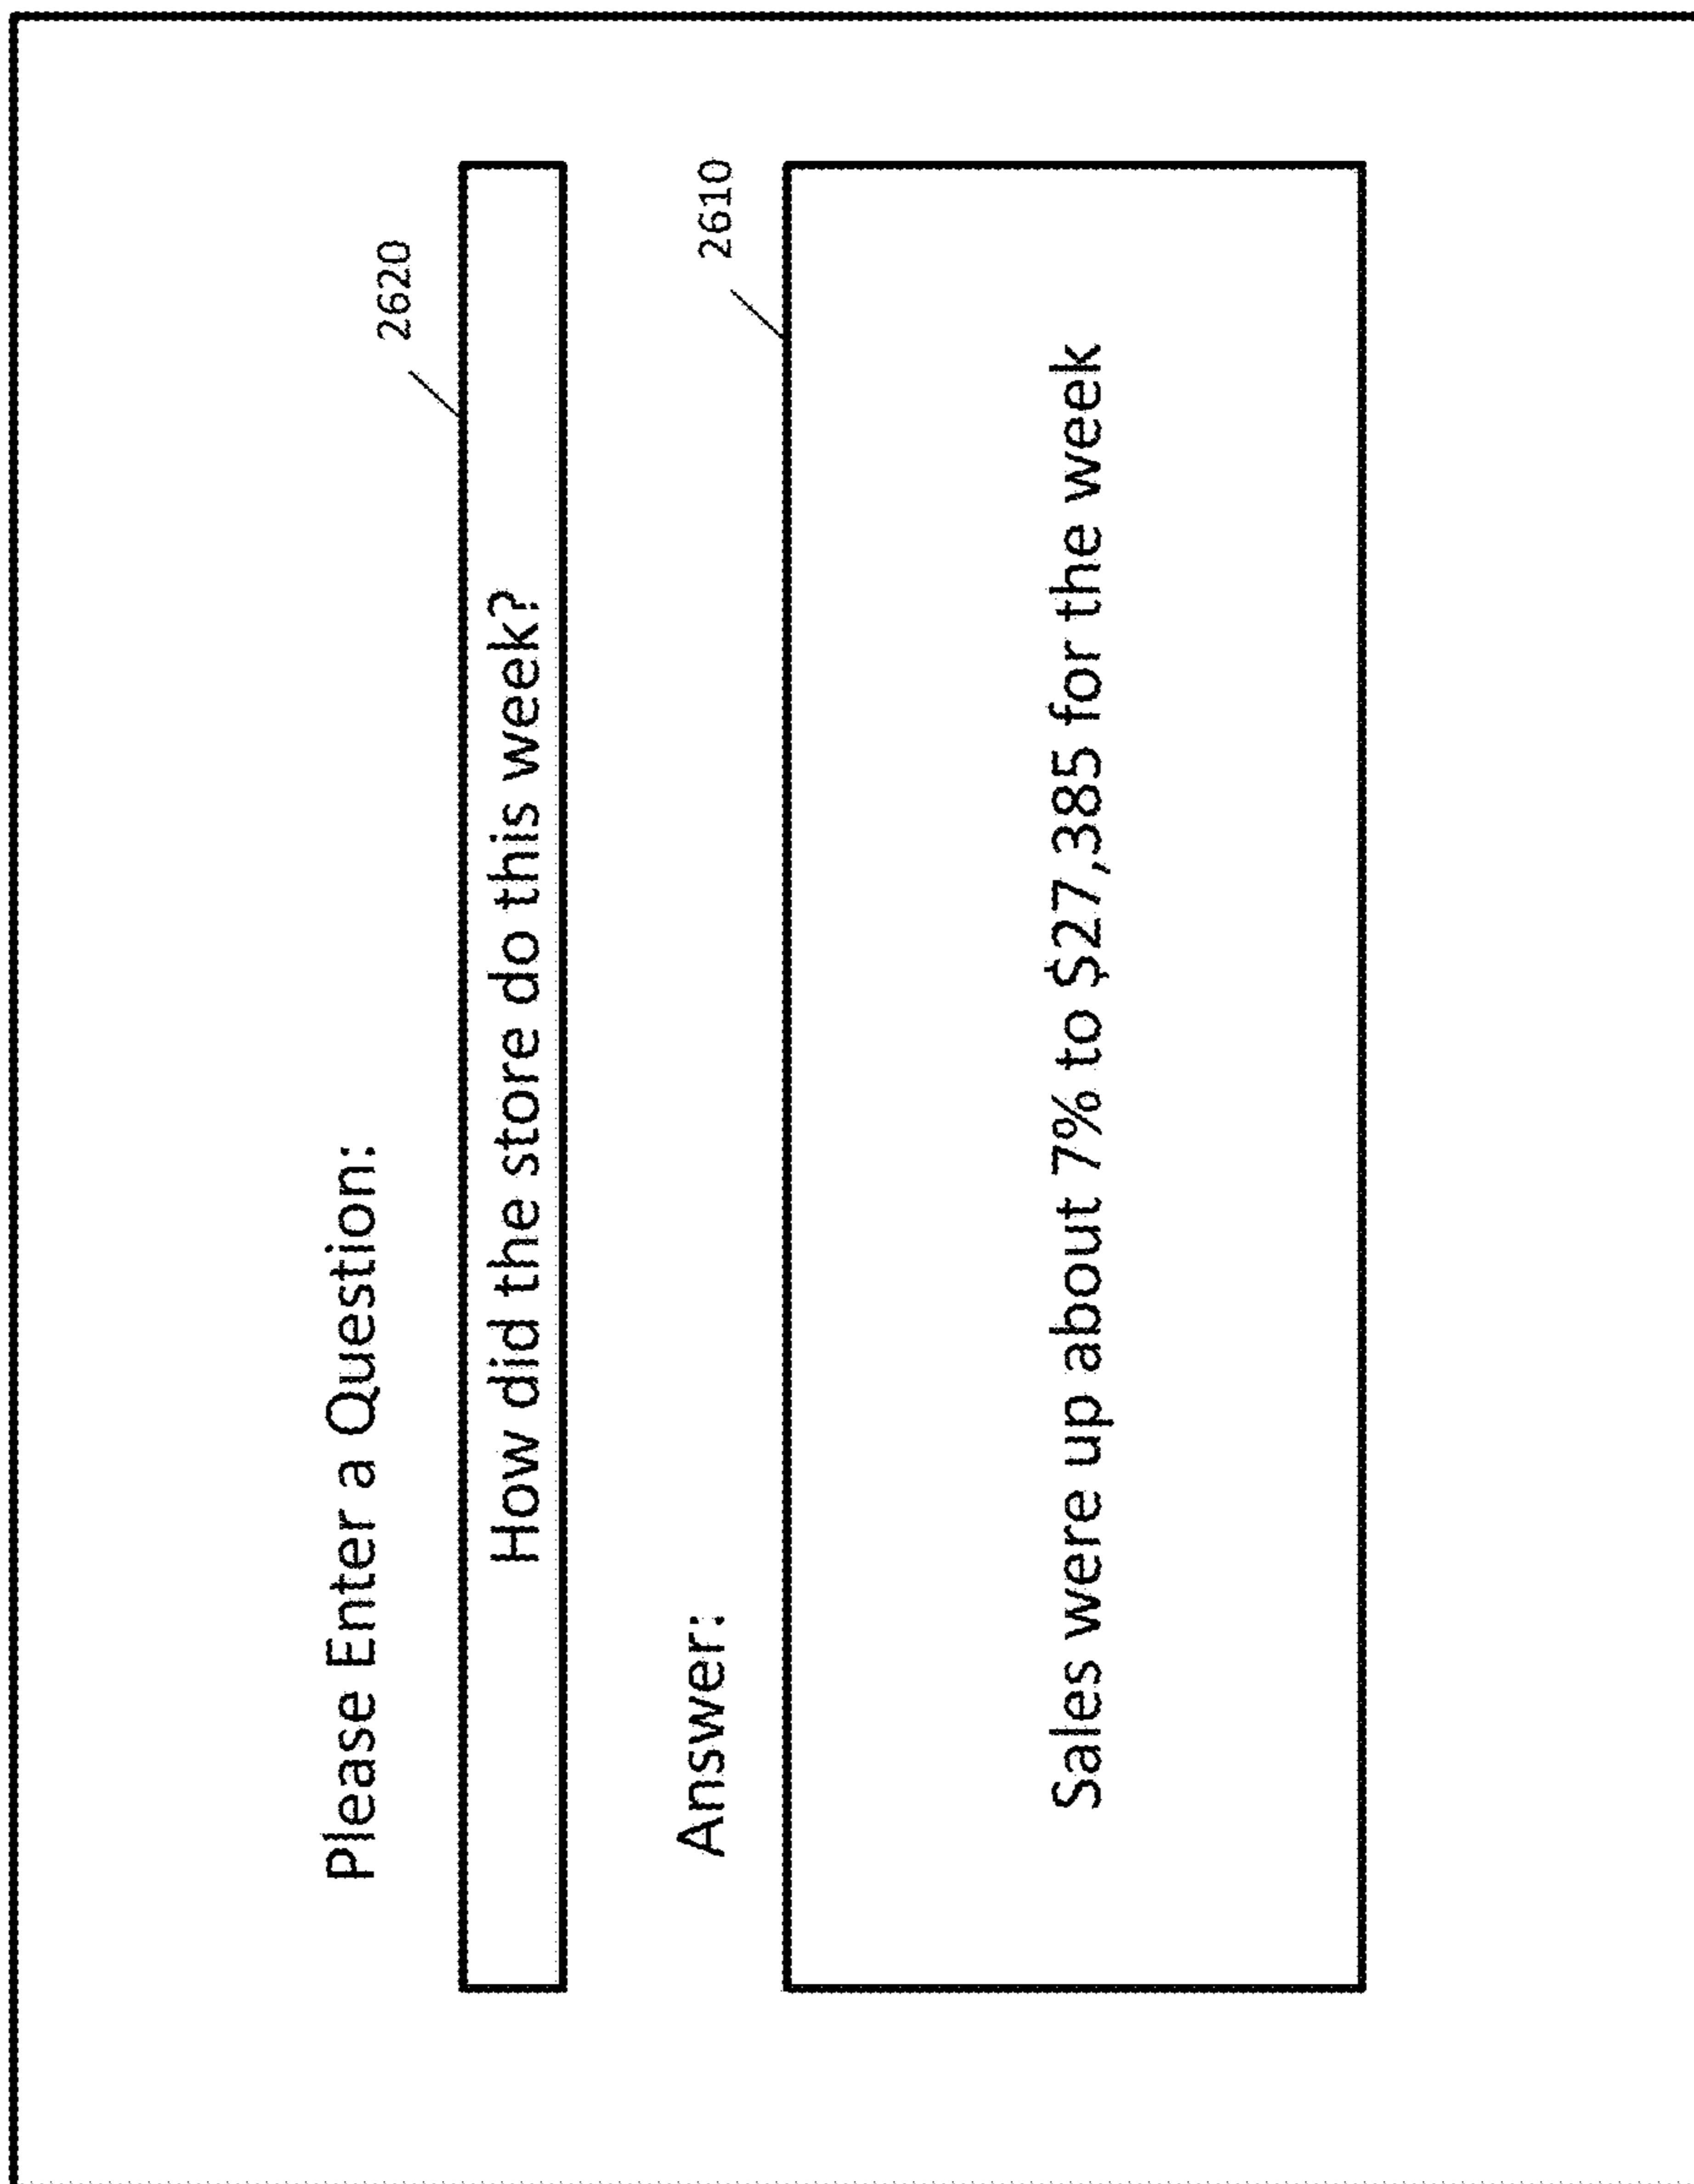 Please Enter a Question:
2620
How did the store do this week?
Answer:
2610
Sales were up about 7% to $27,385 for the week